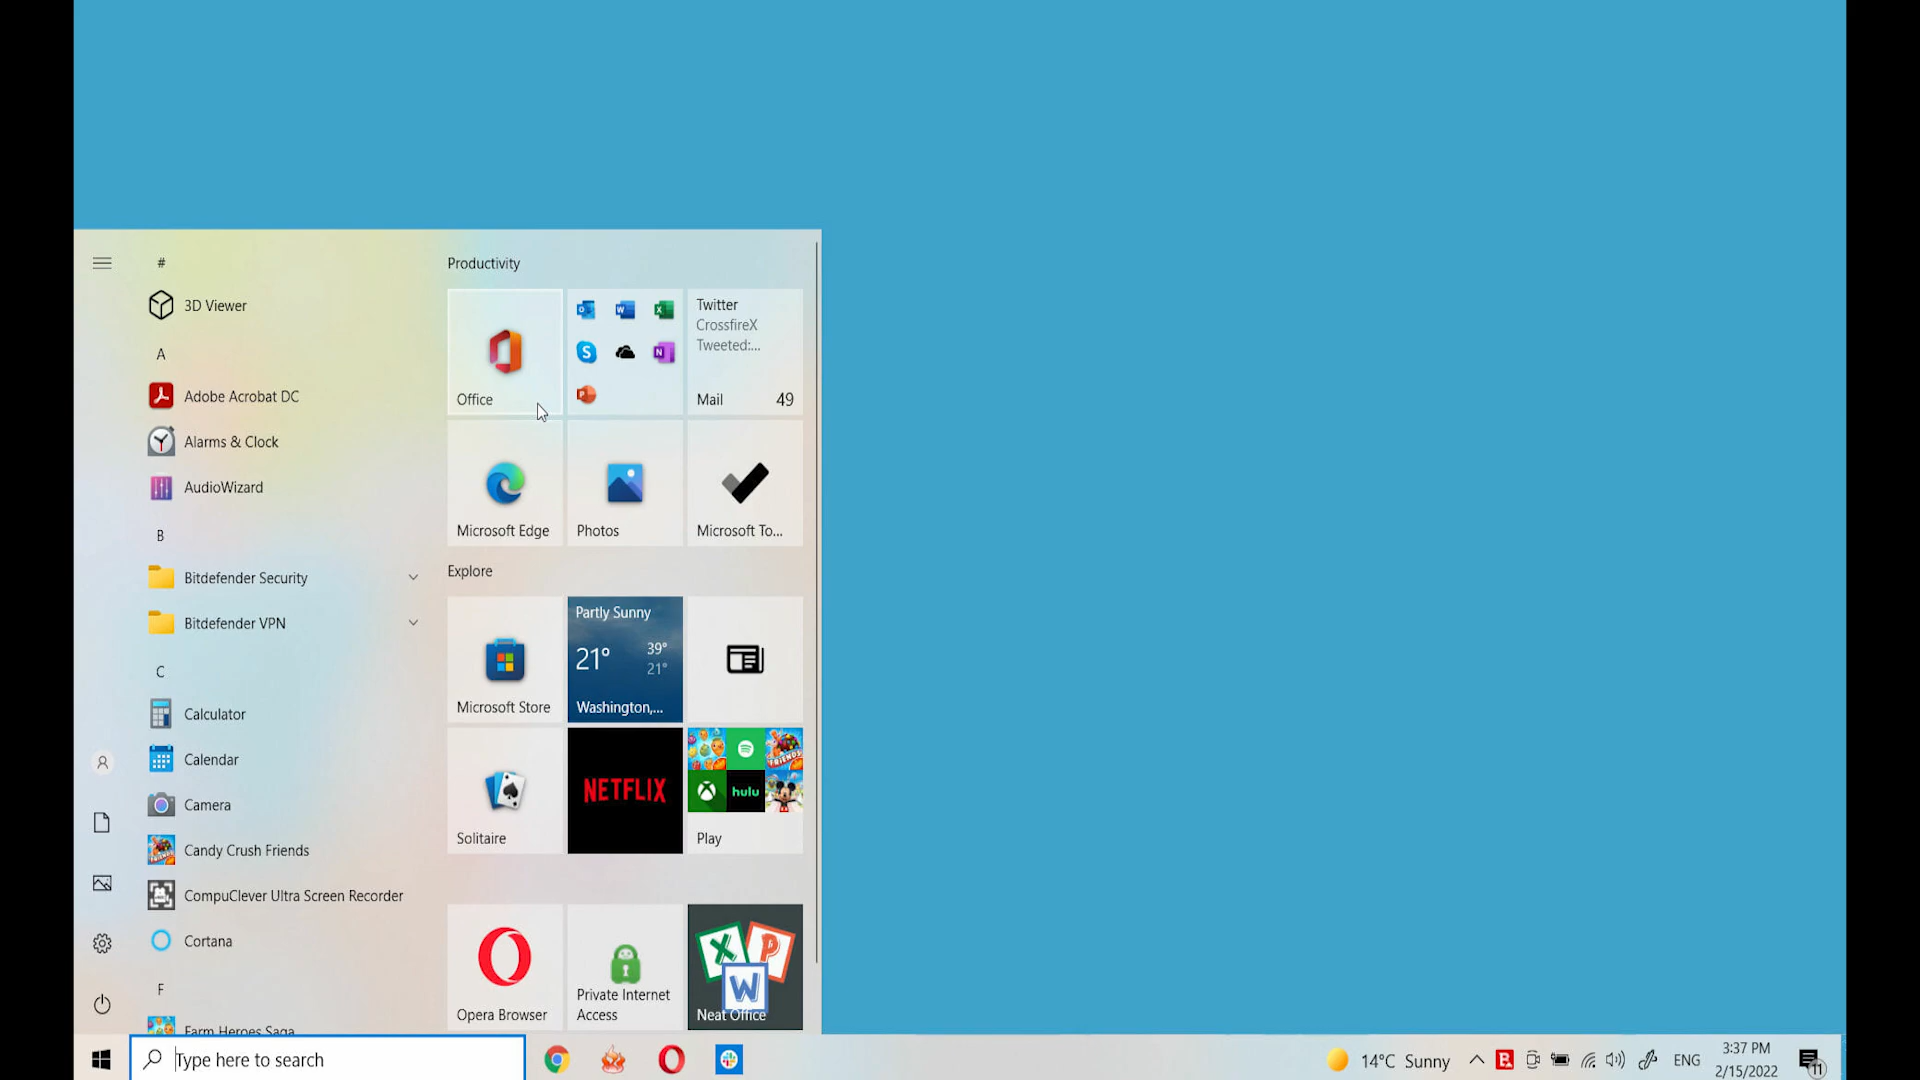 #
3D Viewer
A
Adobe Acrobat DC
Alarms & Clock
AudioWizard
B
Bitdefender Security
Bitdefender VPN
C
Calculator
Calendar
Camera
Candy Crush Friends
CompuClever Ultra Screen Recorder
Cortana
F
Farm Heroes Saga
Productivity
Office
Twitter
CrossfireX
Tweeted:...
Mail 49
Microsoft Edge
Photos
Microsoft To...
Explore
Microsoft Store
Partly Sunny
21° 39°
21°
Washington,...
Solitaire
NETFLIX
hulu
Play
Opera Browser
Private Internet
Access
X P
W
Neat Office
Type here to search
14°C Sunny
ENG
3:37 PM
2/15/2022
11